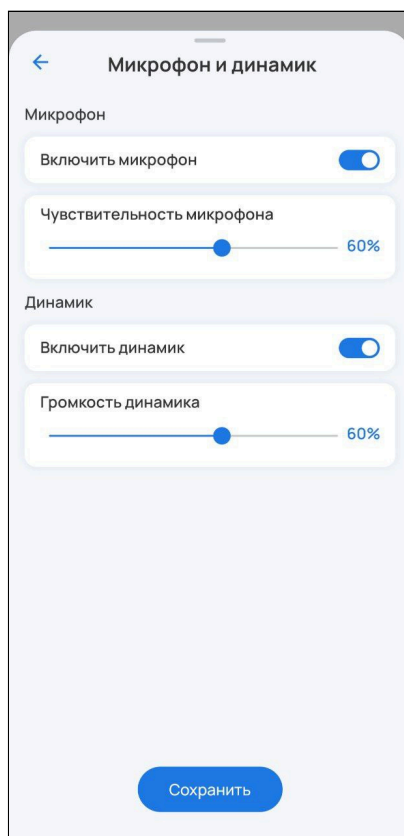 Микрофон и динамик
Микрофон
Включить микрофон
Чувствительность микрофона
60%
Динамик
Включить динамик
Громкость динамика
60%
Сохранить